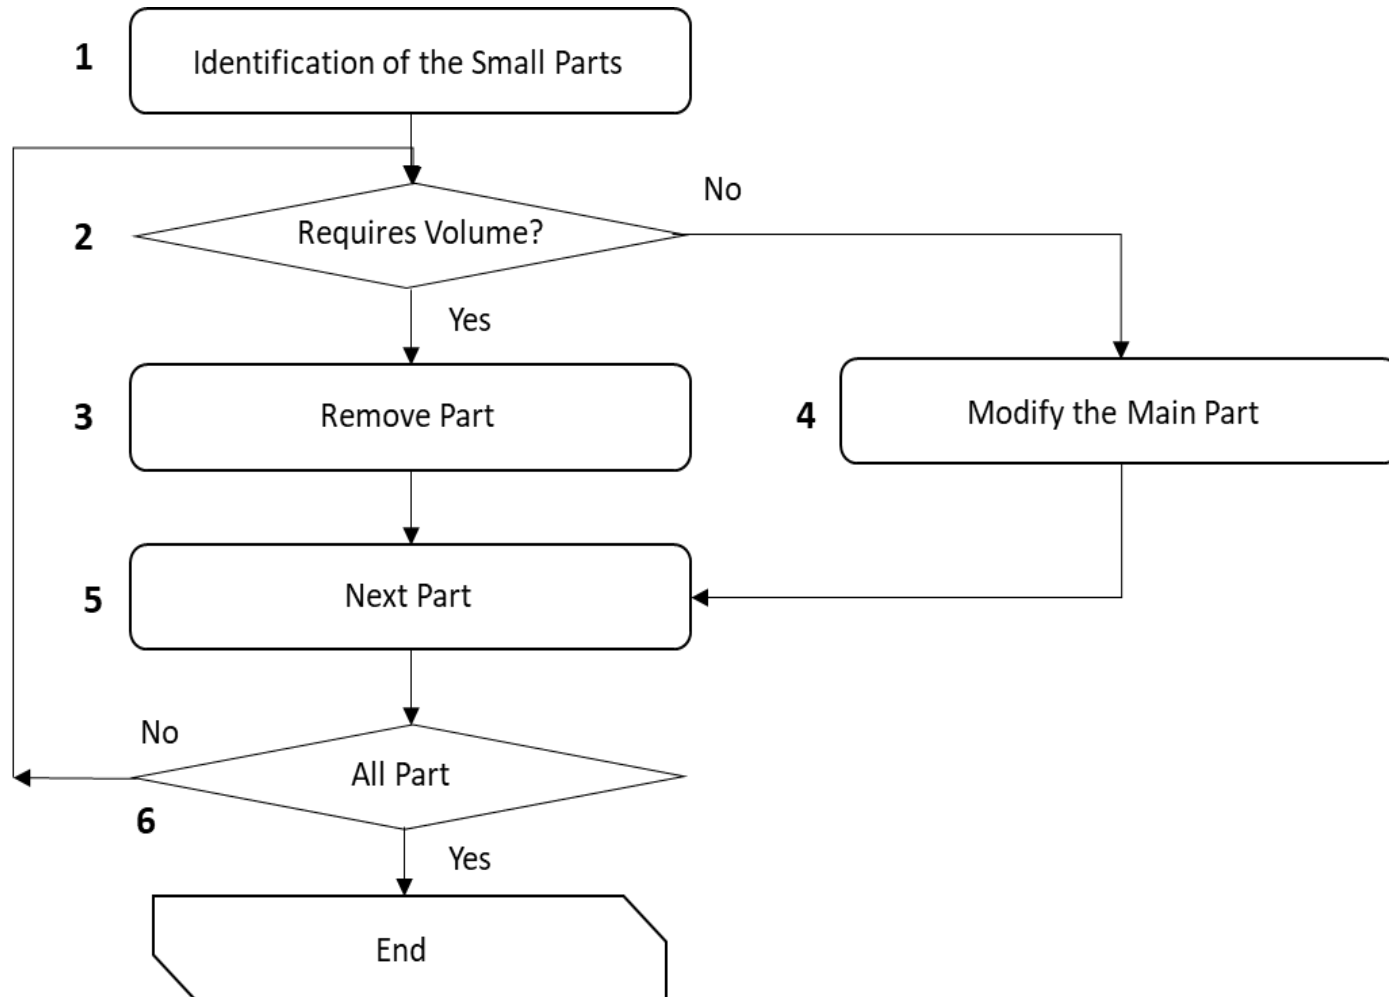 1
Identification of the Small Parts
No
2
Requires Volume?
Yes
3
Remove Part
4
Modify the Main Part
5
Next Part
No
All Part
6
Yes
End